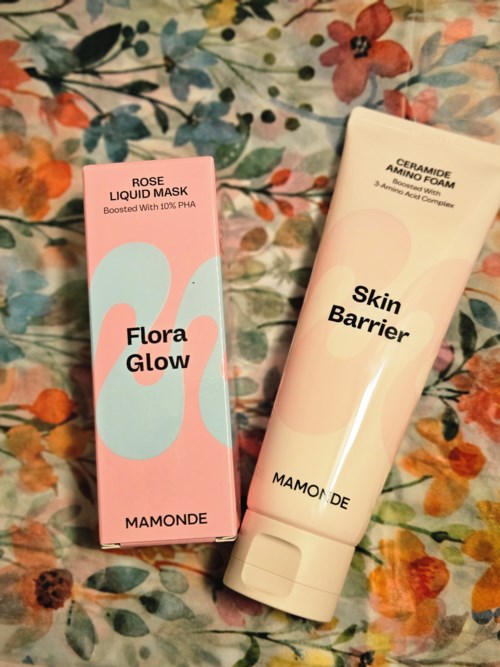 ROSE
LIQUID MASK
Boosted With 10% PHA
Flora
Glow
MAMONDE
CERAMIDE
AMINO FOAM
Boosted With
3-Amino Acid Complex
Skin
Barrier
MAMONDE